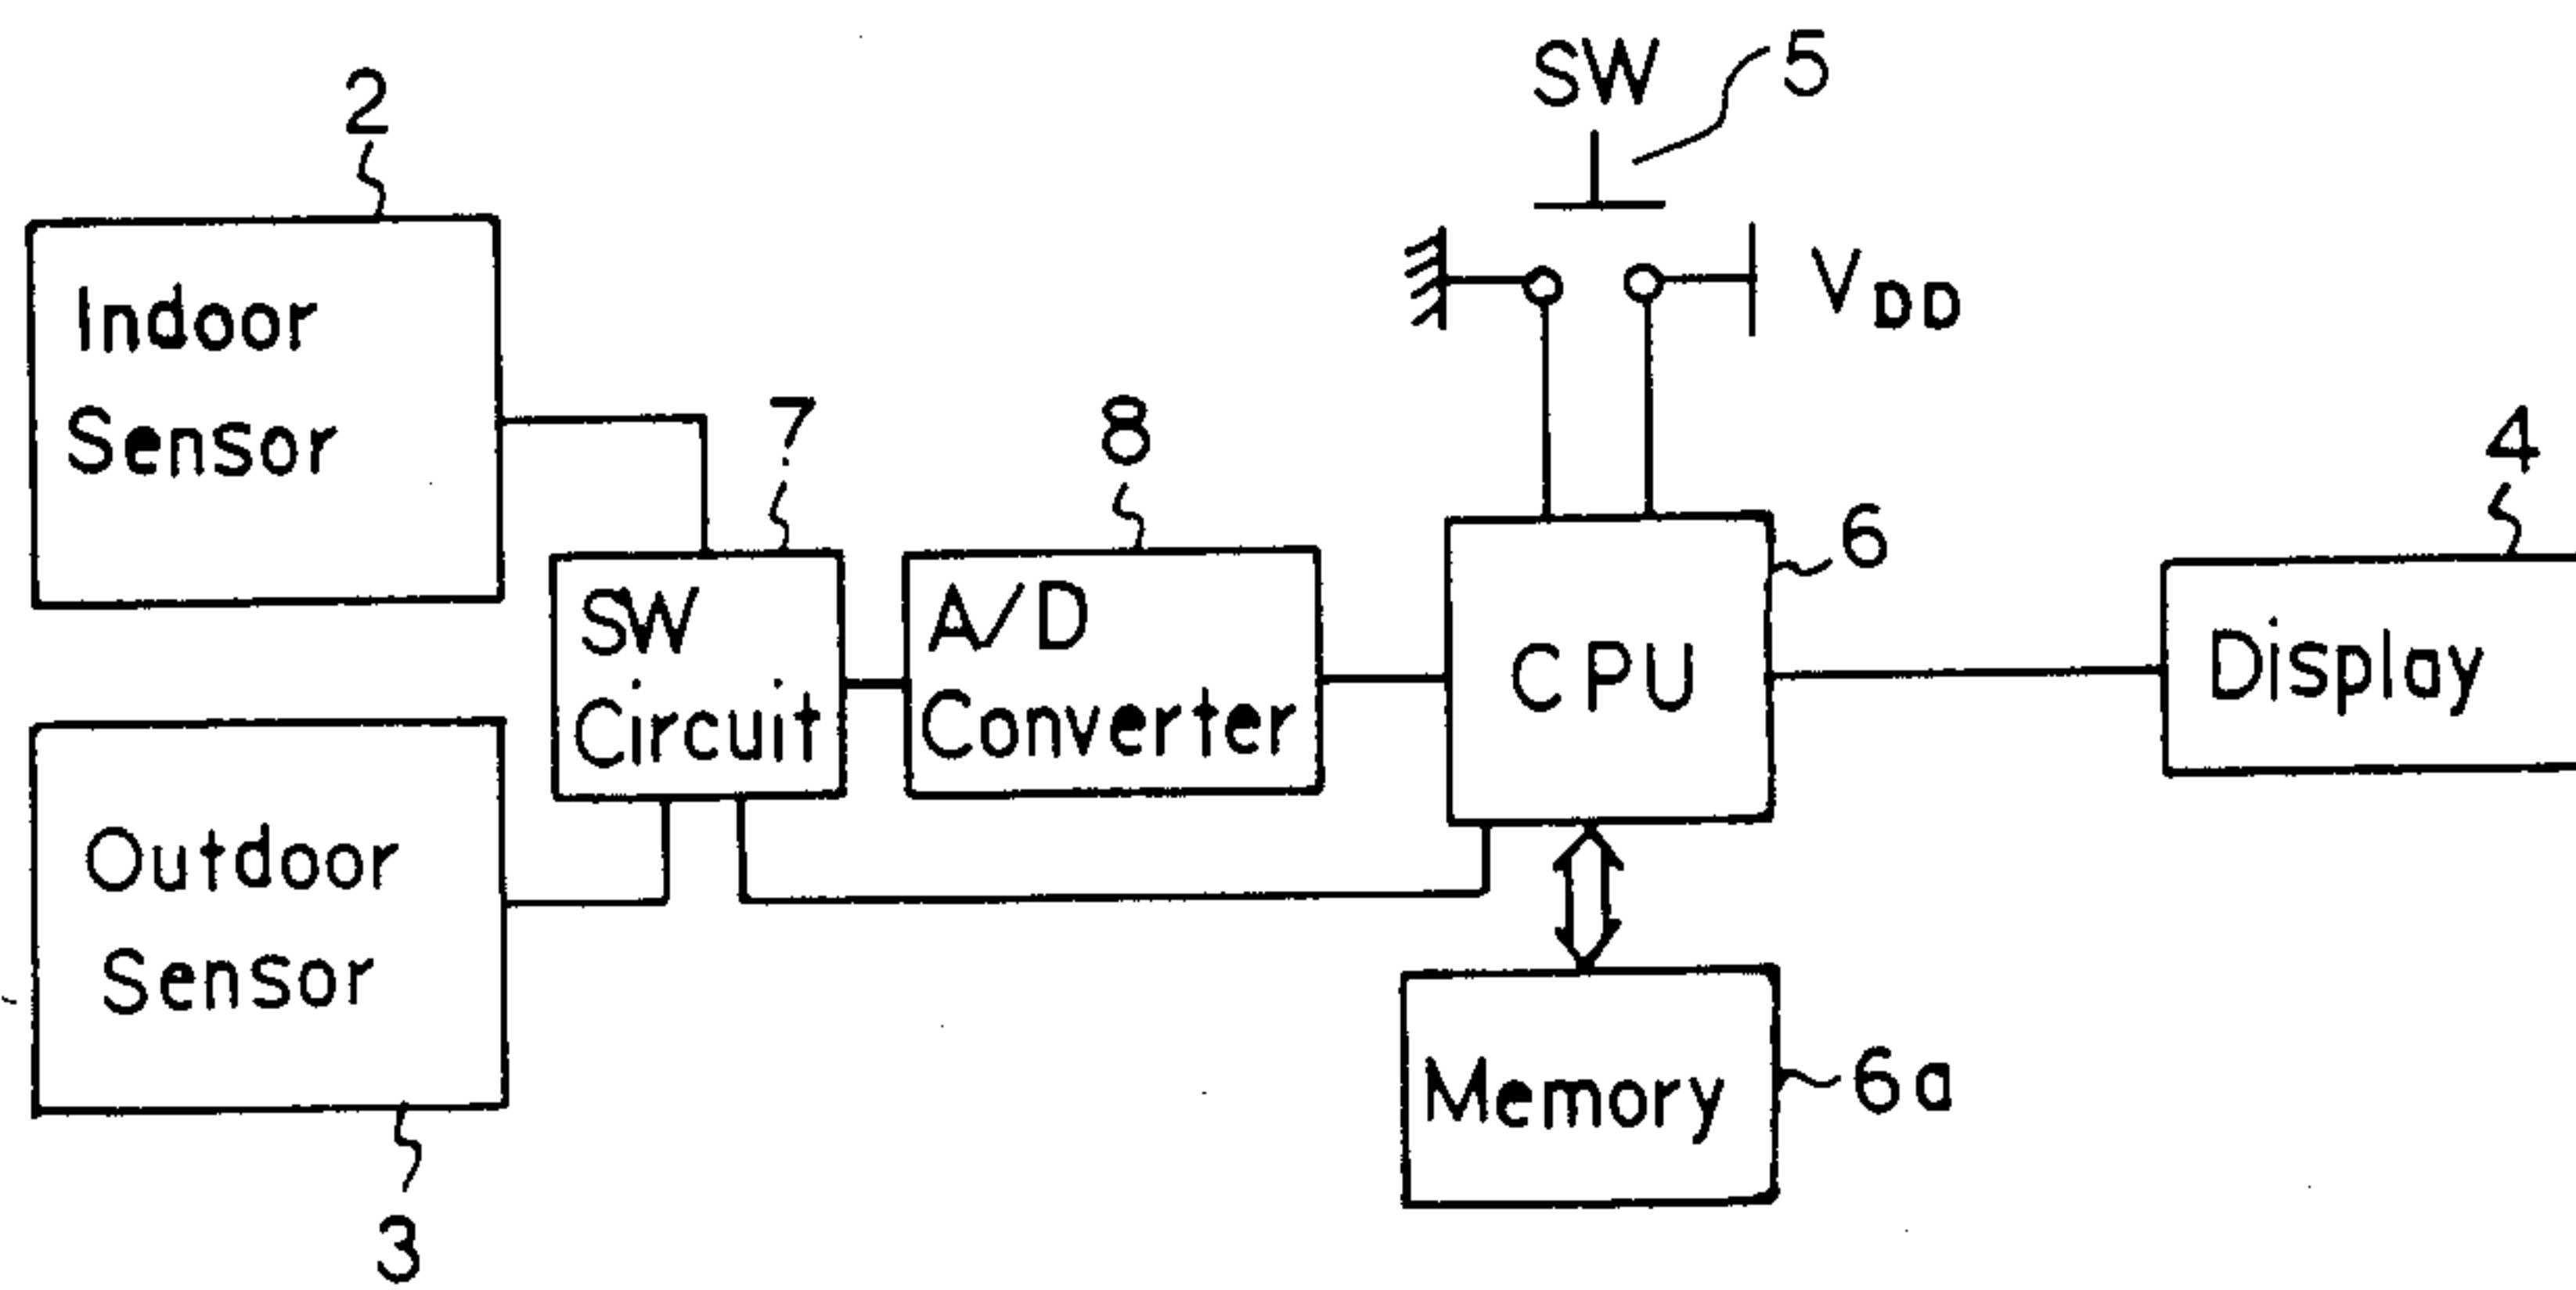 2
Indoor
Sensor
SW
5
V DD
7
SW
Circuit
8
A/D
Converter
6
CPU
4
Display
Outdoor
Sensor
3
Memory
6a